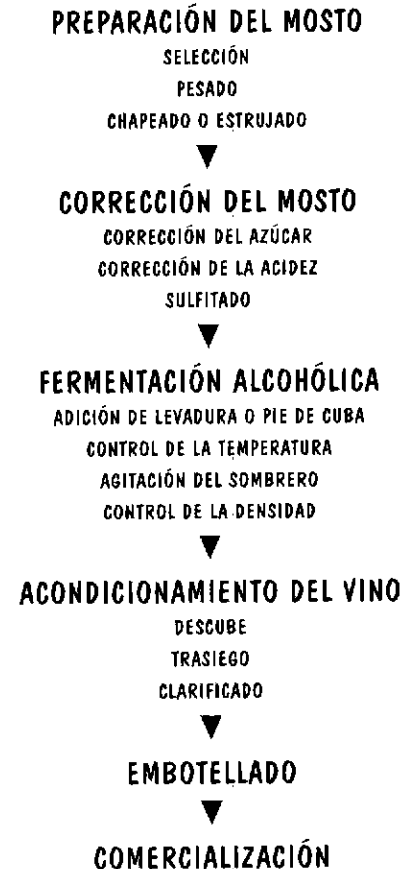 PREPARACIÓN DEL MOSTO
SELECCIÓN
PESADO
CHAPEADO O ESTRUJADO
CORRECCIÓN DEL MOSTO
CORRECCIÓN DEL AZÚCAR
CORRECCIÓN DE LA ACIDEZ
SULFITADO
FERMENTACIÓN ALCOHÓLICA
ADICIÓN DE LEVADURA O PIE DE CUBA
CONTROL DE LA TEMPERATURA
AGITACIÓN DEL SOMBRERO
CONTROL DE LA DENSIDAD
ACONDICIONAMIENTO DEL VINO
DESCUBE
TRASIEGO
CLARIFICADO
EMBOTELLADO
COMERCIALIZACIÓN